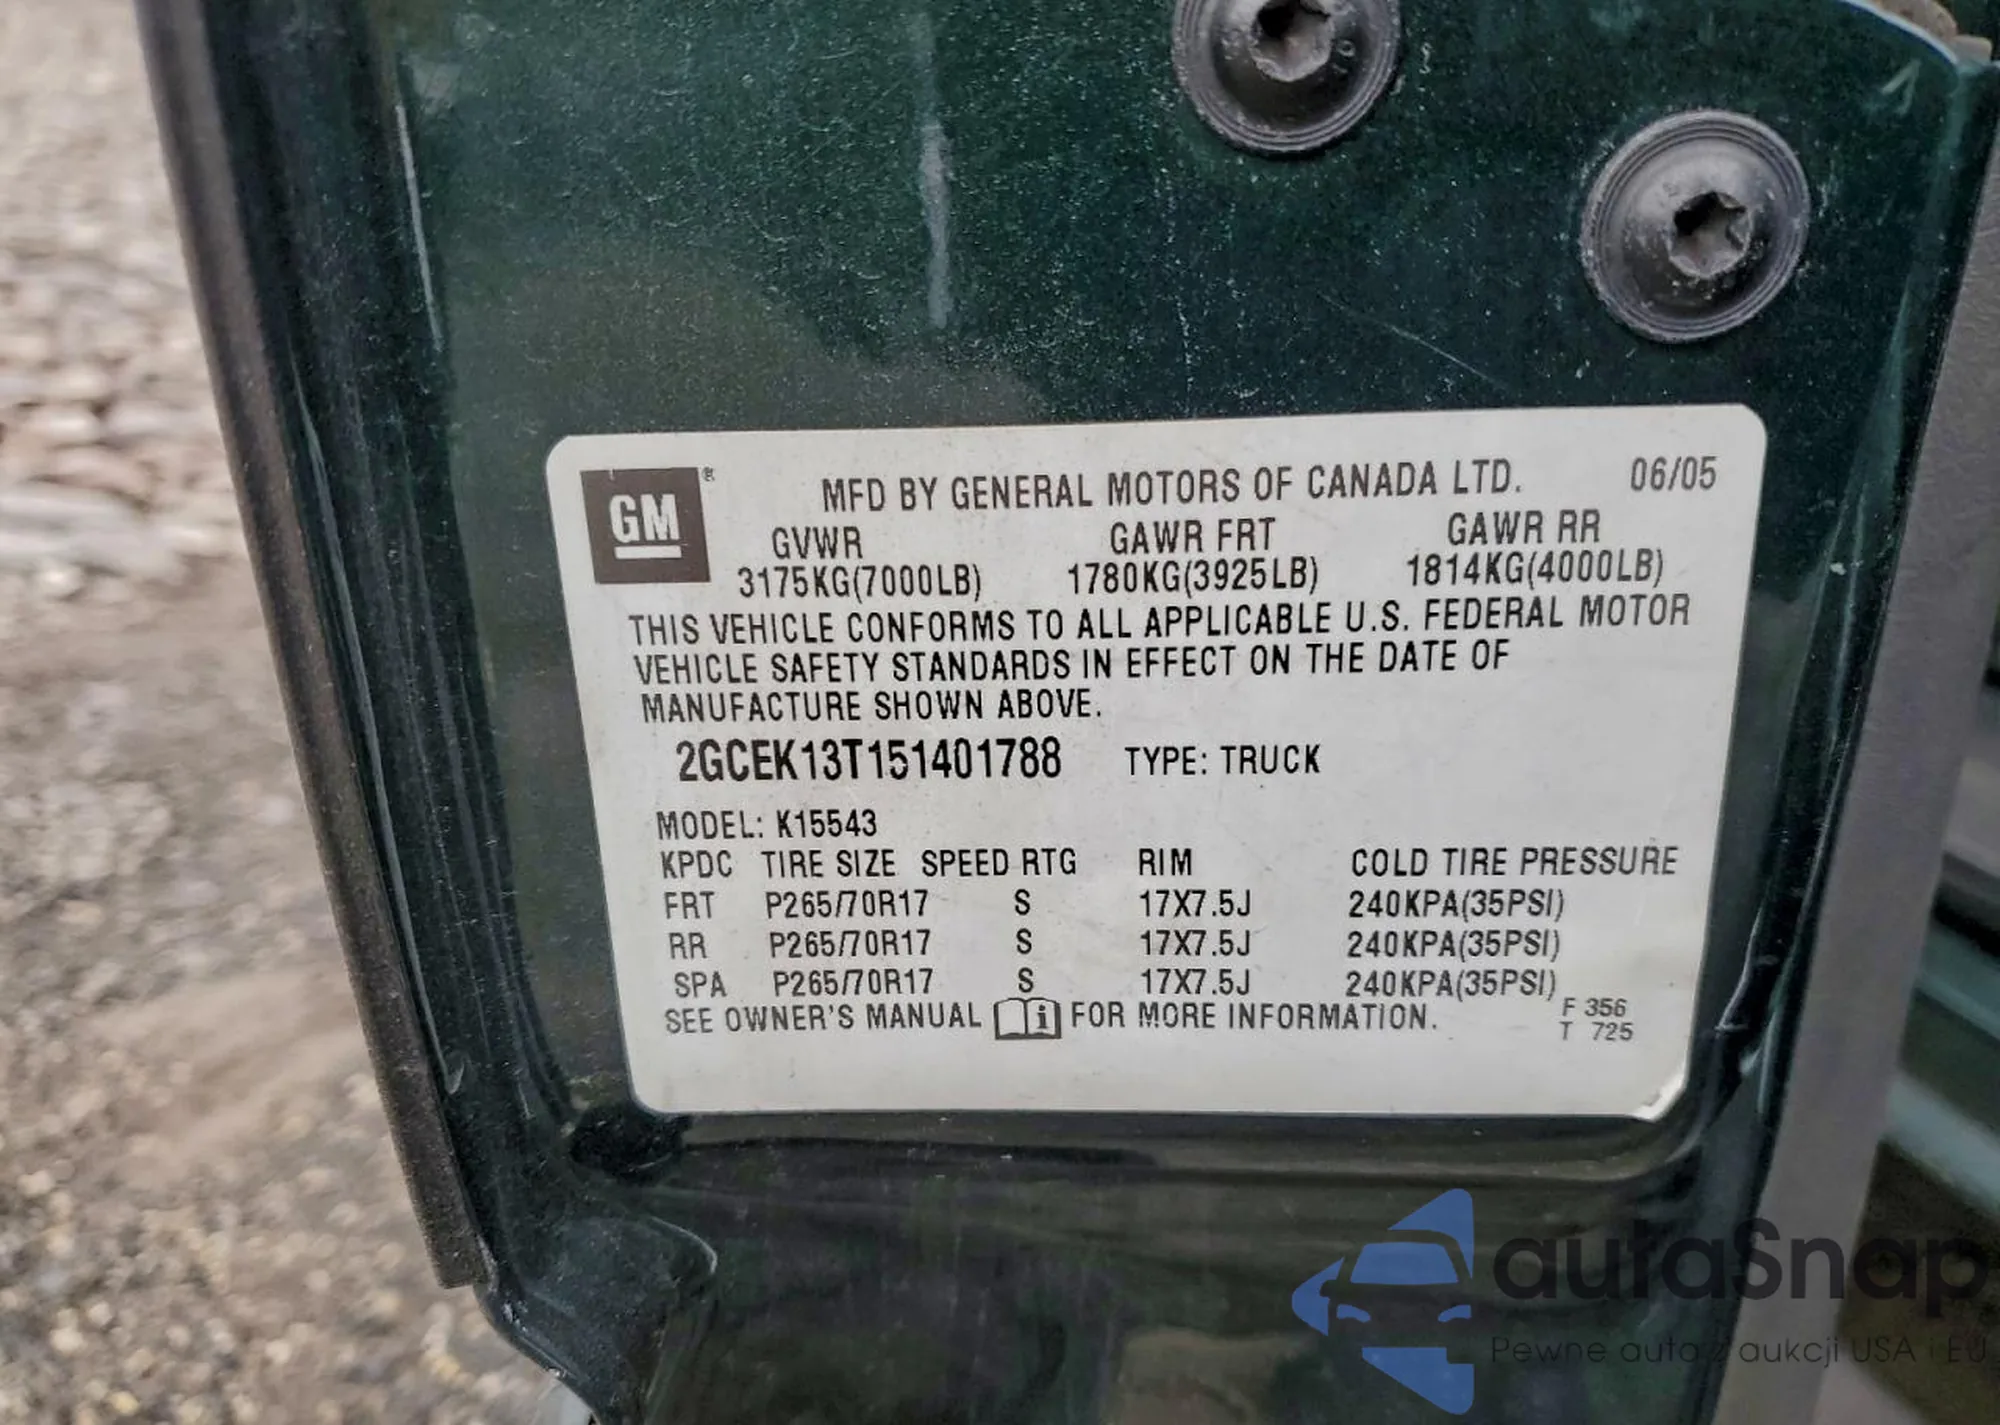 GM ®
MFD BY GENERAL MOTORS OF CANADA LTD. 06/05
GVWR GAWR FRT GAWR RR
3175KG(7000LB) 1780KG(3925LB) 1814KG(4000LB)
THIS VEHICLE CONFORMS TO ALL APPLICABLE U.S. FEDERAL MOTOR
VEHICLE SAFETY STANDARDS IN EFFECT ON THE DATE OF
MANUFACTURE SHOWN ABOVE.
2GCEK13T151401788 TYPE: TRUCK
MODEL: K15543
KPDC TIRE SIZE SPEED RTG RIM COLD TIRE PRESSURE
FRT P265/70R17 S 17X7.5J 240KPA(35PSI)
RR P265/70R17 S 17X7.5J 240KPA(35PSI)
SPA P265/70R17 S 17X7.5J 240KPA(35PSI)
SEE OWNER'S MANUAL i FOR MORE INFORMATION.
F 356
T 725
autaSnap
Pewne auta z aukcji USA i EU